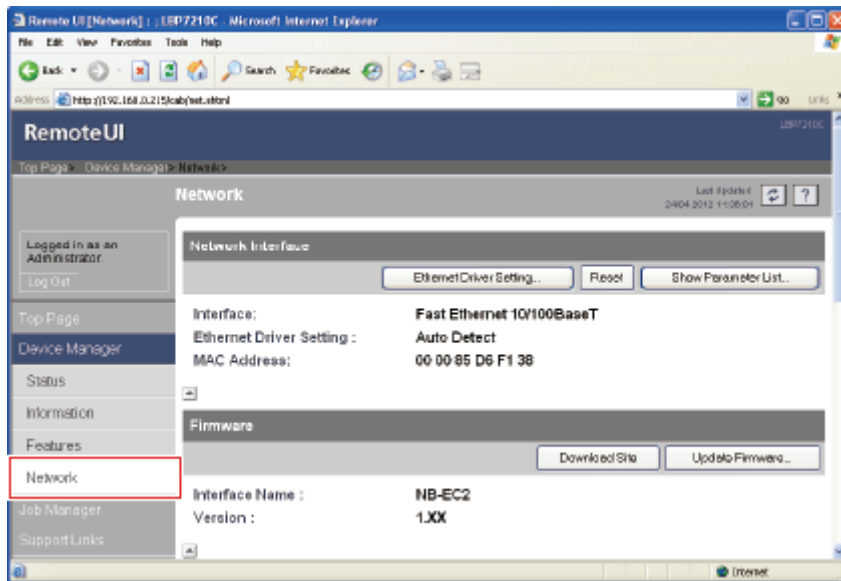 Remote UI [Network] : ; LBP7210C - Microsoft Internet Explorer
File Edit View Favorites Tools Help
Back Search Favorites
Address http://192.168.0.215/cab/net.shtml Go Links
RemoteUI
LBP7210C
Top Page> Device Manager> Network>
Network
Last Updated
24/04 2012 11:08:01
?
Logged in as an
Administrator.
Log Out
Network Interface
Ethernet Driver Setting... Reset Show Parameter List...
Interface: Fast Ethernet 10/100BaseT
Ethernet Driver Setting : Auto Detect
MAC Address: 00 00 85 D6 F1 38
Top Page
Device Manager
Status
Information
Features
Network
Job Manager
Support Links
Firmware
Download Site Update Firmware...
Interface Name : NB-EC2
Version : 1.XX
Internet